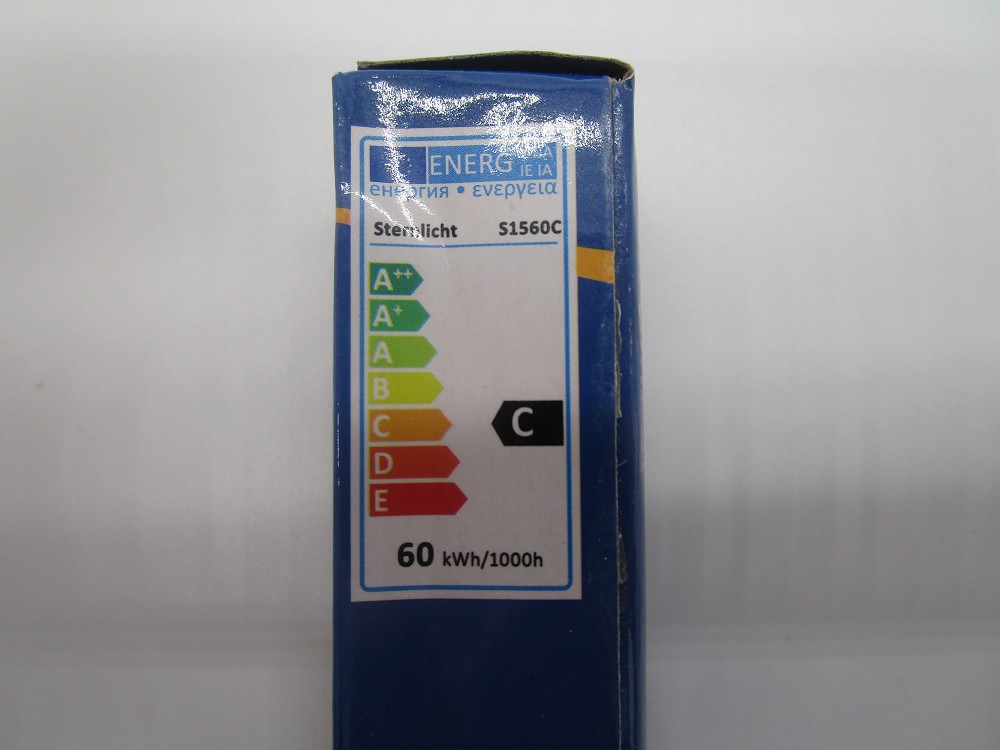 ENERG
IE IA
енергия • ενεργεια
Sternlicht S1560C
A++
A+
A
B
C C
D
E
60 kWh/1000h